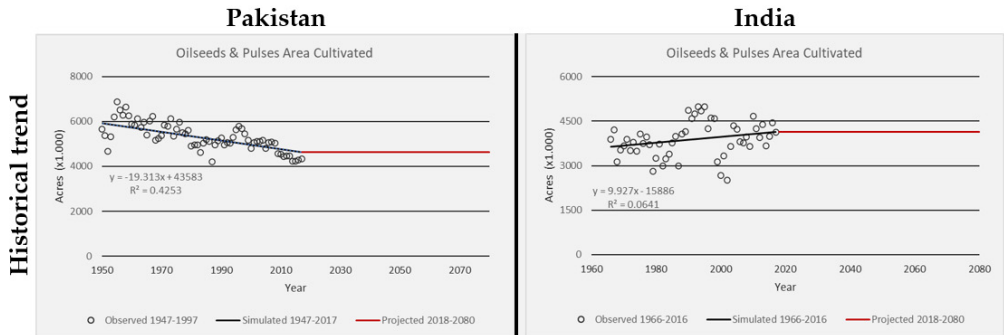 Pakistan
India
Historical trend
Oilseeds & Pulses Area Cultivated
8000
6000
4000
2000
0
Acres (x1.000)
y = -19.313x + 43583
R² = 0.4253
1950
1970
1990
2010
2030
2050
2070
Year
Observed 1947-1997
Simulated 1947-2017
Projected 2018-2080
Oilseeds & Pulses Area Cultivated
6000
4500
3000
1500
0
Acres (x1.000)
y = 9.927x - 15886
R² = 0.0641
1960
1980
2000
2020
2040
2060
2080
Year
Observed 1966-2016
Simulated 1966-2016
Projected 2018-2080